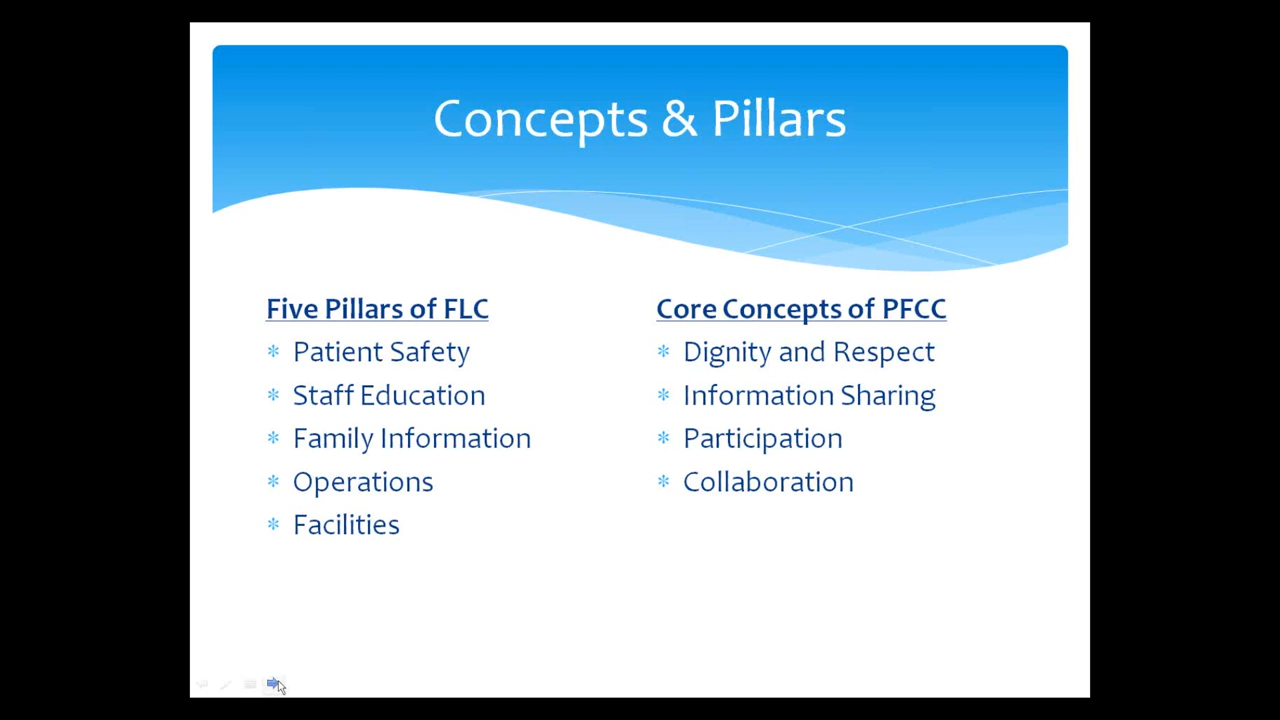 Concepts & Pillars
Five Pillars of FLC
Patient Safety
Staff Education
Family Information
Operations
Facilities
Core Concepts of PFCC
Dignity and Respect
Information Sharing
Participation
Collaboration